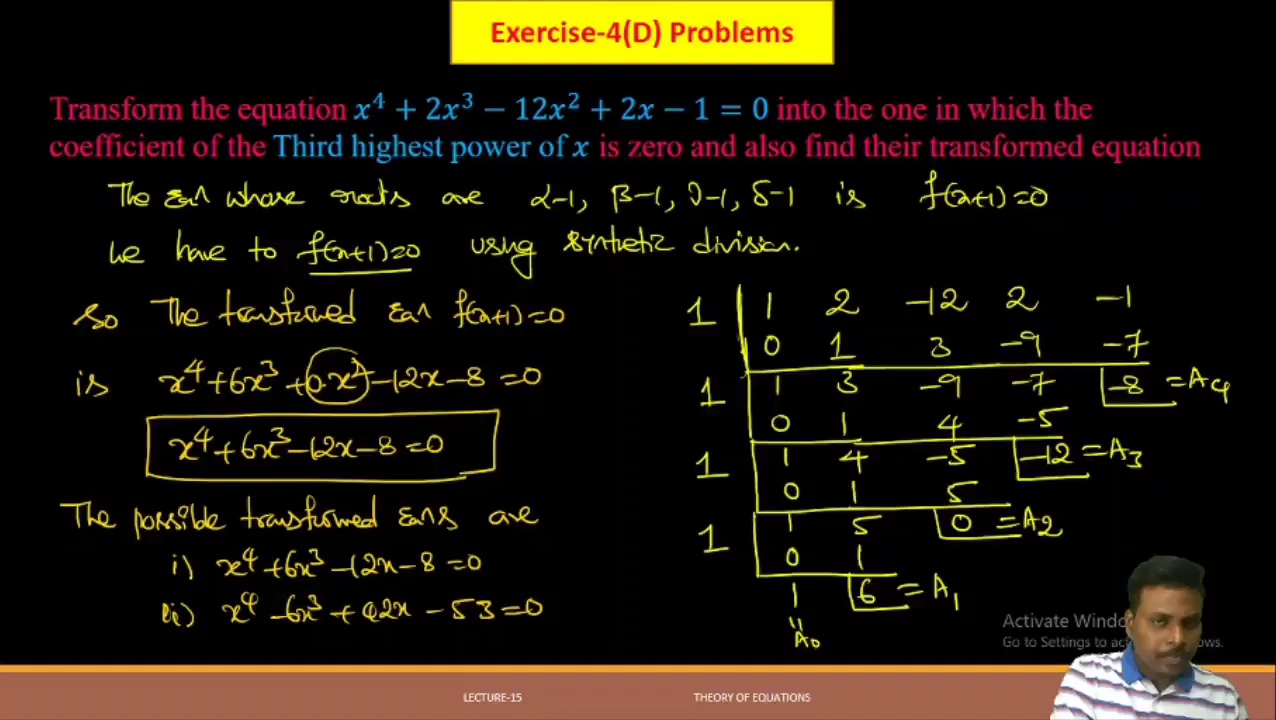 Exercise-4(D) Problems
Transform the equation x⁴ + 2x³ − 12x² + 2x − 1 = 0 into the one in which the
coefficient of the Third highest power of x is zero and also find their transformed equation
The Ean whose roots are α-1, β-1, γ-1, δ-1 is f(x+1)=0
we have to f(x+1)=0 using synthetic division.
So The transformed Ean f(x+1)=0
is x⁴+6x³+0.x²-12x-8=0
x⁴+6x³-12x-8=0
The possible transformed Eans are
i) x⁴+6x³-12x-8=0
ii) x⁴-6x³+42x-53=0
1 1 2 -12 2 -1
0 1 3 -9 -7
1 1 3 -9 -7 -8 =A4
0 1 4 -5
1 1 4 -5 -12 =A3
0 1 5
1 1 5 0 =A2
0 1
1 6 =A1
"
A0
Activate Windo
Go to Settings to ac ws.
LECTURE-15 THEORY OF EQUATIONS